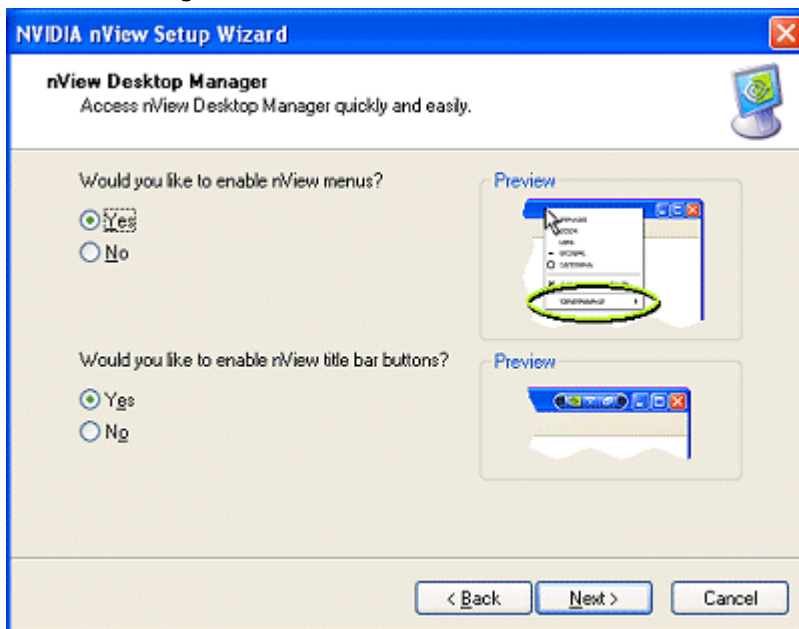 NVIDIA nView Setup Wizard
nView Desktop Manager
Access nView Desktop Manager quickly and easily.
Would you like to enable nView menus?
Yes
No
Preview
Would you like to enable nView title bar buttons?
Yes
No
Preview
< Back
Next >
Cancel